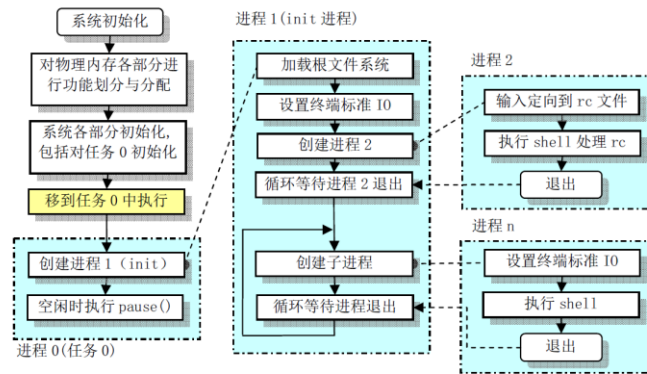 系统初始化
对物理内存各部分进
行功能划分与分配
系统各部分初始化,
包括对任务 0 初始化
移到任务 0 中执行
创建进程 1（init）
空闲时执行 pause()
进程 0(任务 0)
进程 1(init 进程)
加载根文件系统
设置终端标准 IO
创建进程 2
循环等待进程 2 退出
创建子进程
循环等待进程退出
进程 2
输入定向到 rc 文件
执行 shell 处理 rc
退出
进程 n
设置终端标准 IO
执行 shell
退出